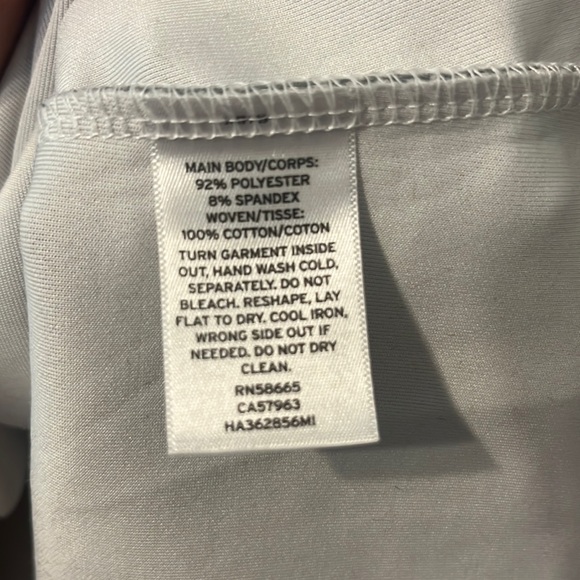 MAIN BODY/CORPS:
92% POLYESTER
8% SPANDEX
WOVEN/TISSE:
100% COTTON/COTON
TURN GARMENT INSIDE
OUT, HAND WASH COLD,
SEPARATELY. DO NOT
BLEACH. RESHAPE, LAY
FLAT TO DRY. COOL IRON,
WRONG SIDE OUT IF
NEEDED. DO NOT DRY
CLEAN.
RN58665
CA57963
HA362856MI